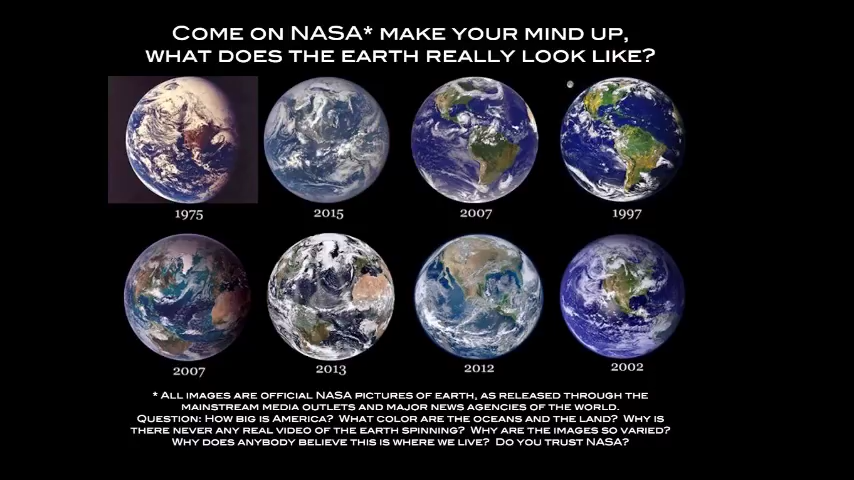 Come on NASA* make your mind up,
what does the earth really look like?
1975
2015
2007
1997
2007
2013
2012
2002
* All images are official NASA pictures of earth, as released through the
mainstream media outlets and major news agencies of the world.
Question: How big is America? What color are the oceans and the land? Why is
there never any real video of the earth spinning? Why are the images so varied?
Why does anybody believe this is where we live? Do you trust NASA?